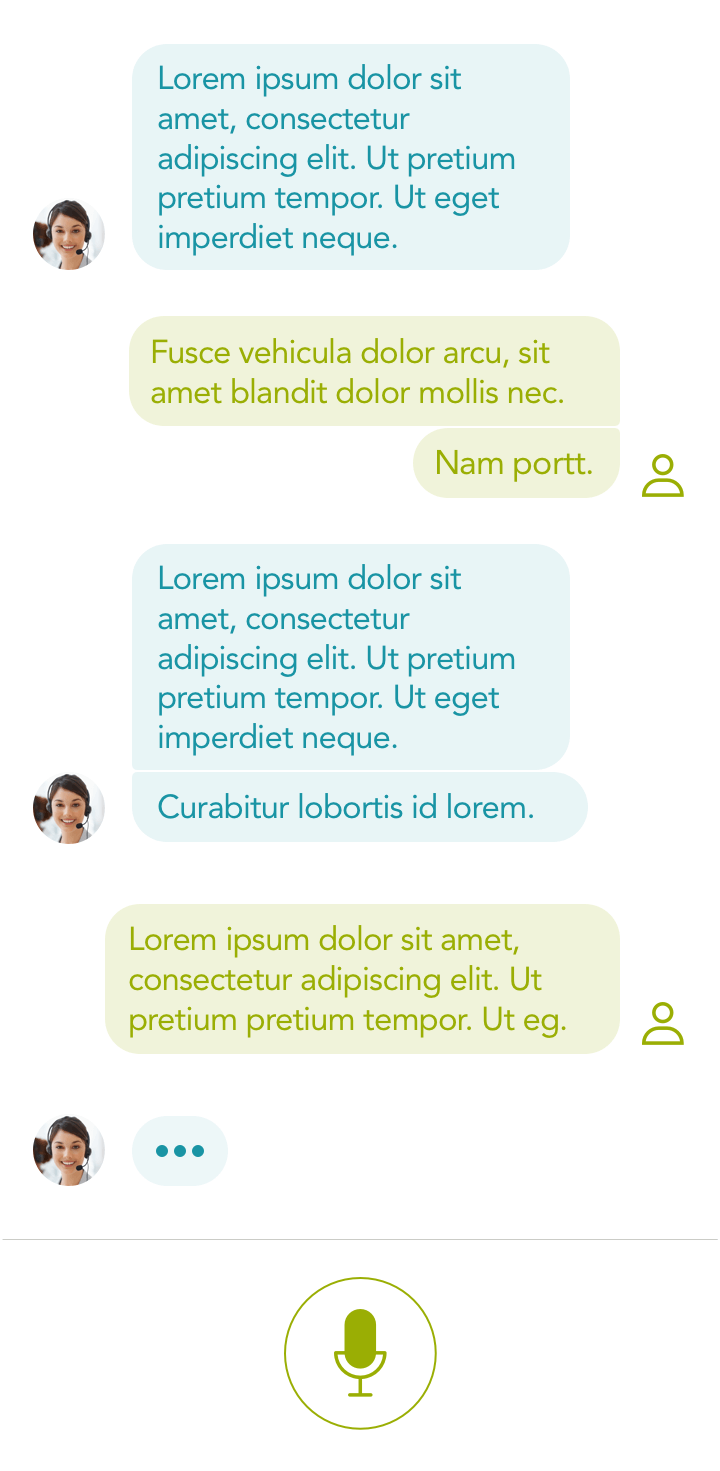 Lorem ipsum dolor sit
amet, consectetur
adipiscing elit. Ut pretium
pretium tempor. Ut eget
imperdiet neque.
Fusce vehicula dolor arcu, sit
amet blandit dolor mollis nec.
Nam portt.
Lorem ipsum dolor sit
amet, consectetur
adipiscing elit. Ut pretium
pretium tempor. Ut eget
imperdiet neque.
Curabitur lobortis id lorem.
Lorem ipsum dolor sit amet,
consectetur adipiscing elit. Ut
pretium pretium tempor. Ut eg.